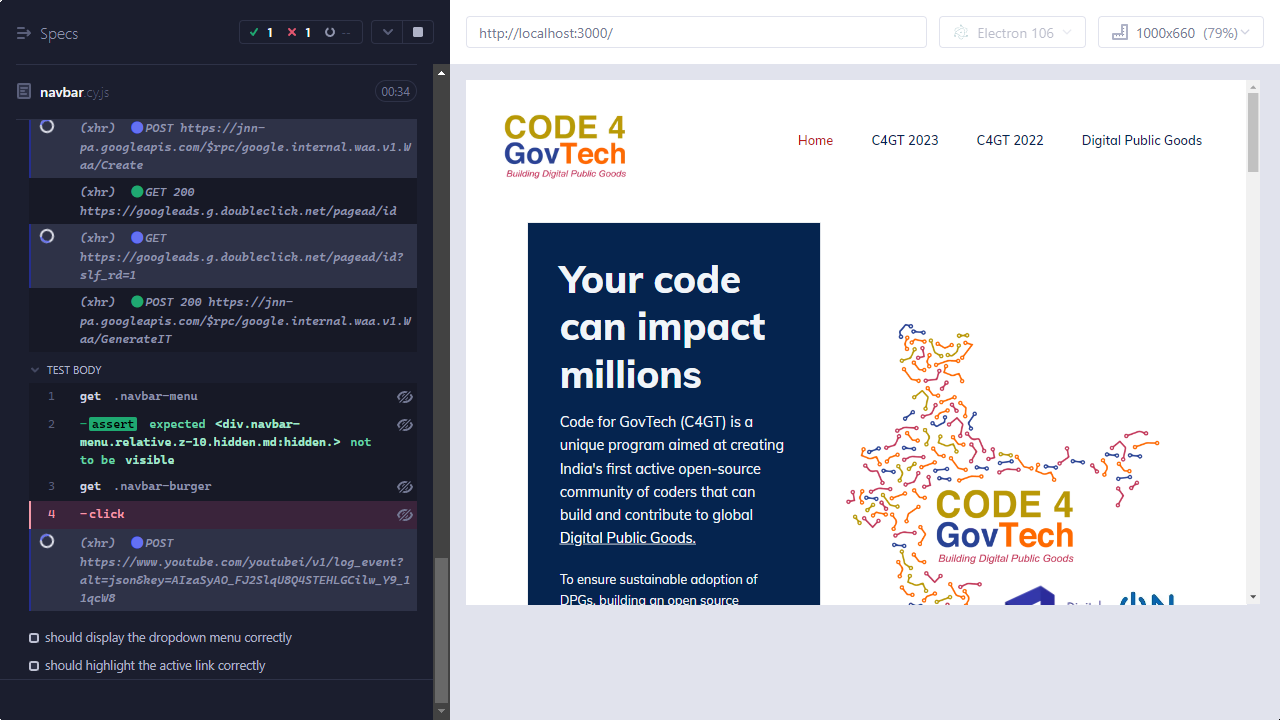 Specs
1
1
--
navbar.cy.js
00:34
(xhr) POST https://jnn-
pa.googleapis.com/$rpc/google.internal.waa.v1.W
aa/Create
(xhr) GET 200
https://googleads.g.doubleclick.net/pagead/id
(xhr) GET
https://googleads.g.doubleclick.net/pagead/id?
slf_rd=1
(xhr) POST 200 https://jnn-
pa.googleapis.com/$rpc/google.internal.waa.v1.W
aa/GenerateIT
TEST BODY
1 get .navbar-menu
2 -assert expected <div.navbar-
menu.relative.z-10.hidden.md:hidden.> not
to be visible
3 get .navbar-burger
4 -click
(xhr) POST
https://www.youtube.com/youtubei/v1/log_event?
alt=json&key=AIzaSyAO_FJ2SlqU8Q4STEHLGCilw_Y9_1
1qcW8
should display the dropdown menu correctly
should highlight the active link correctly
http://localhost:3000/
Electron 106
1000x660 (79%)
CODE 4
GovTech
Building Digital Public Goods
Home
C4GT 2023
C4GT 2022
Digital Public Goods
Your code
can impact
millions
Code for GovTech (C4GT) is a
unique program aimed at creating
India's first active open-source
community of coders that can
build and contribute to global
Digital Public Goods.
To ensure sustainable adoption of
DPGs, building an open source
CODE 4
GovTech
Building Digital Public Goods
Digital